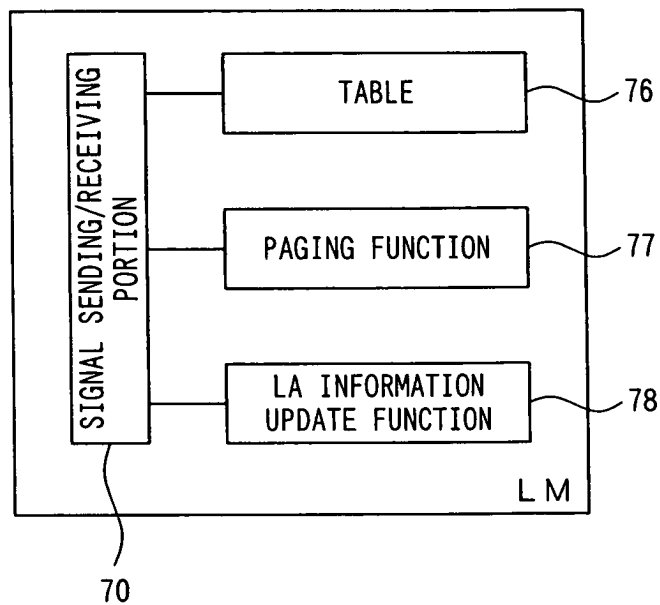 SIGNAL SENDING/RECEIVING
PORTION
TABLE
76
PAGING FUNCTION
77
LA INFORMATION
UPDATE FUNCTION
78
LM
70